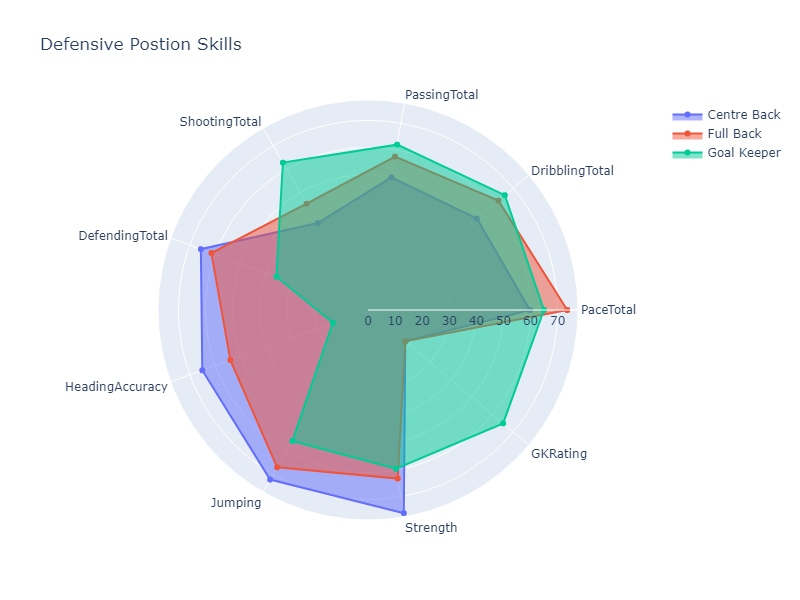 Defensive Postion Skills
PassingTotal
ShootingTotal
DribblingTotal
DefendingTotal
PaceTotal
0 10 20 30 40 50 60 70
HeadingAccuracy
GKRating
Jumping
Strength
Centre Back
Full Back
Goal Keeper